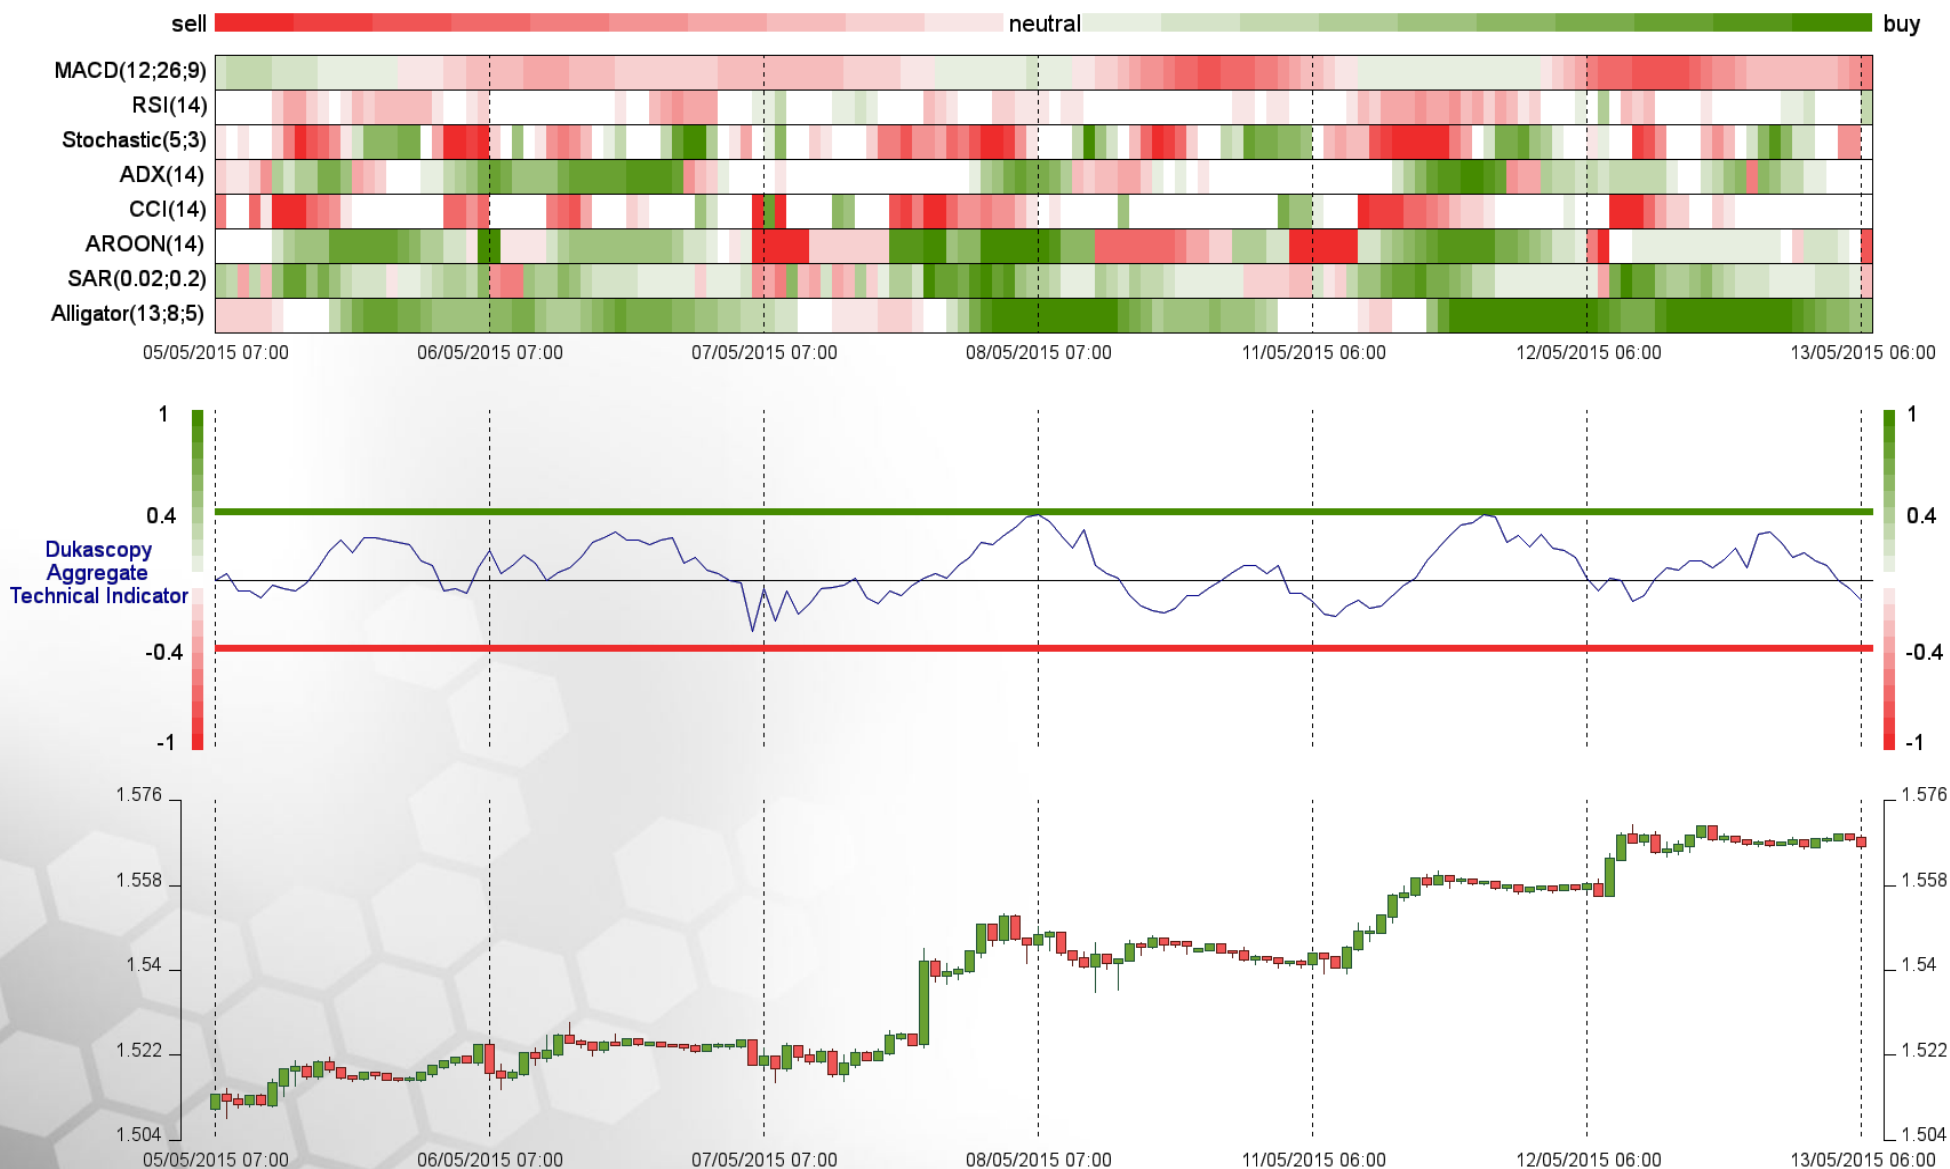 sell neutral buy
MACD(12;26;9)
RSI(14)
Stochastic(5;3)
ADX(14)
CCI(14)
AROON(14)
SAR(0.02;0.2)
Alligator(13;8;5)
05/05/2015 07:00 06/05/2015 07:00 07/05/2015 07:00 08/05/2015 07:00 11/05/2015 06:00 12/05/2015 06:00 13/05/2015 06:00
1 1
0.4 0.4
Dukascopy
Aggregate
Technical Indicator
-0.4 -0.4
-1 -1
1.576 1.576
1.558 1.558
1.54 1.54
1.522 1.522
1.504 1.504
05/05/2015 07:00 06/05/2015 07:00 07/05/2015 07:00 08/05/2015 07:00 11/05/2015 06:00 12/05/2015 06:00 13/05/2015 06:00